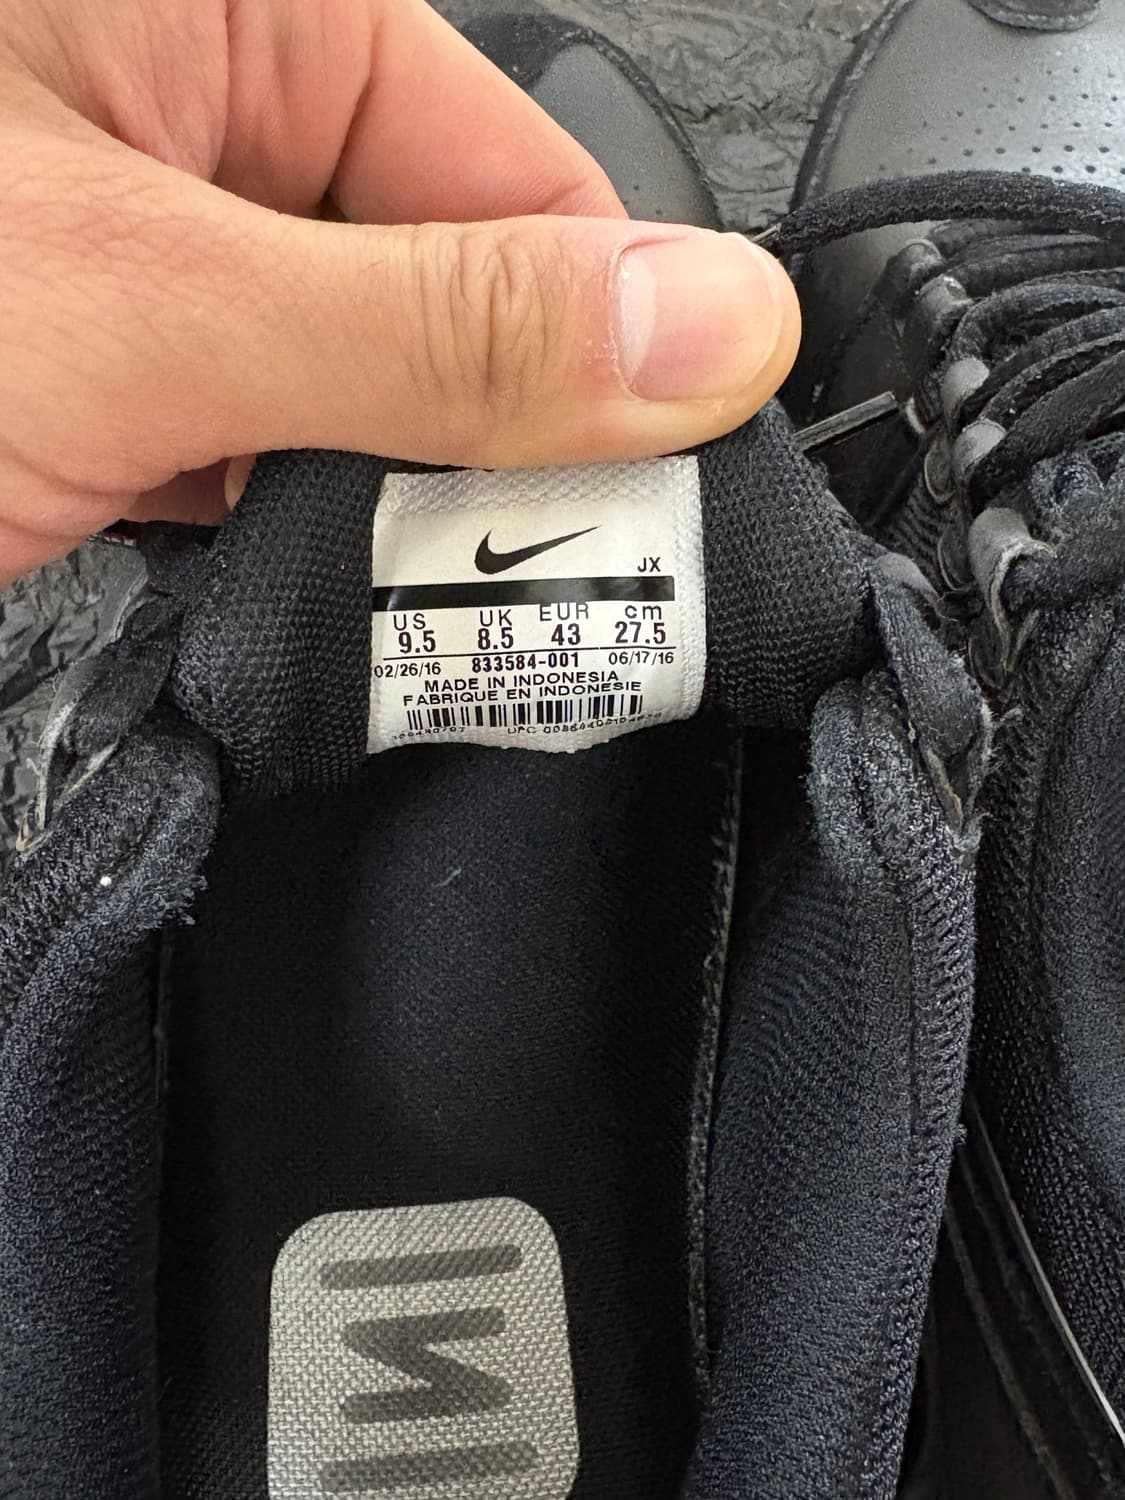 JX
US UK EUR cm
9.5 8.5 43 27.5
02/26/16 833584-001 06/17/16
MADE IN INDONESIA
FABRIQUE EN INDONESIE
UPC